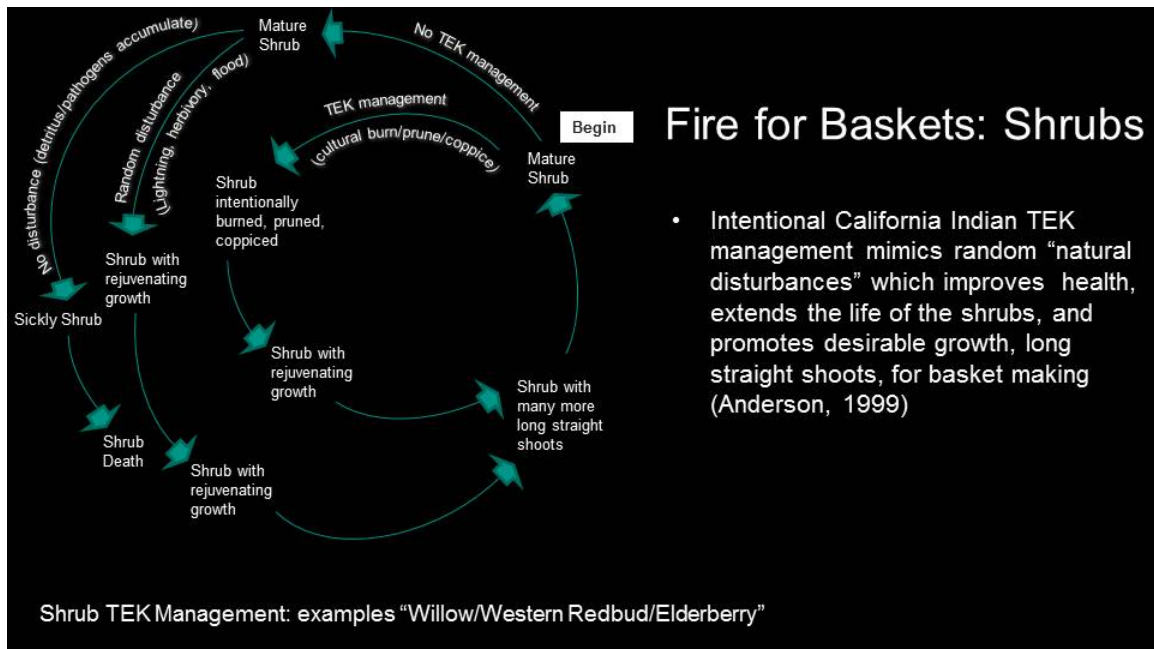 Fire for Baskets: Shrubs
Begin
Mature
Shrub
No TEK management
Mature
Shrub
TEK management
(cultural burn/prune/coptice)
Shrub
intentionally
burned, pruned,
coppiced
Shrub with
rejuvenating
growth
Shrub with
many more
long straight
shoots
Random disturbance
(Lightning, herbivory, flood)
Shrub with
rejuvenating
growth
Shrub with
rejuvenating
growth
No disturbance (detritus/pathogens accumulate)
Sickly Shrub
Shrub
Death
• Intentional California Indian TEK
management mimics random “natural
disturbances” which improves health,
extends the life of the shrubs, and
promotes desirable growth, long
straight shoots, for basket making
(Anderson, 1999)
Shrub TEK Management: examples “Willow/Western Redbud/Elderberry”